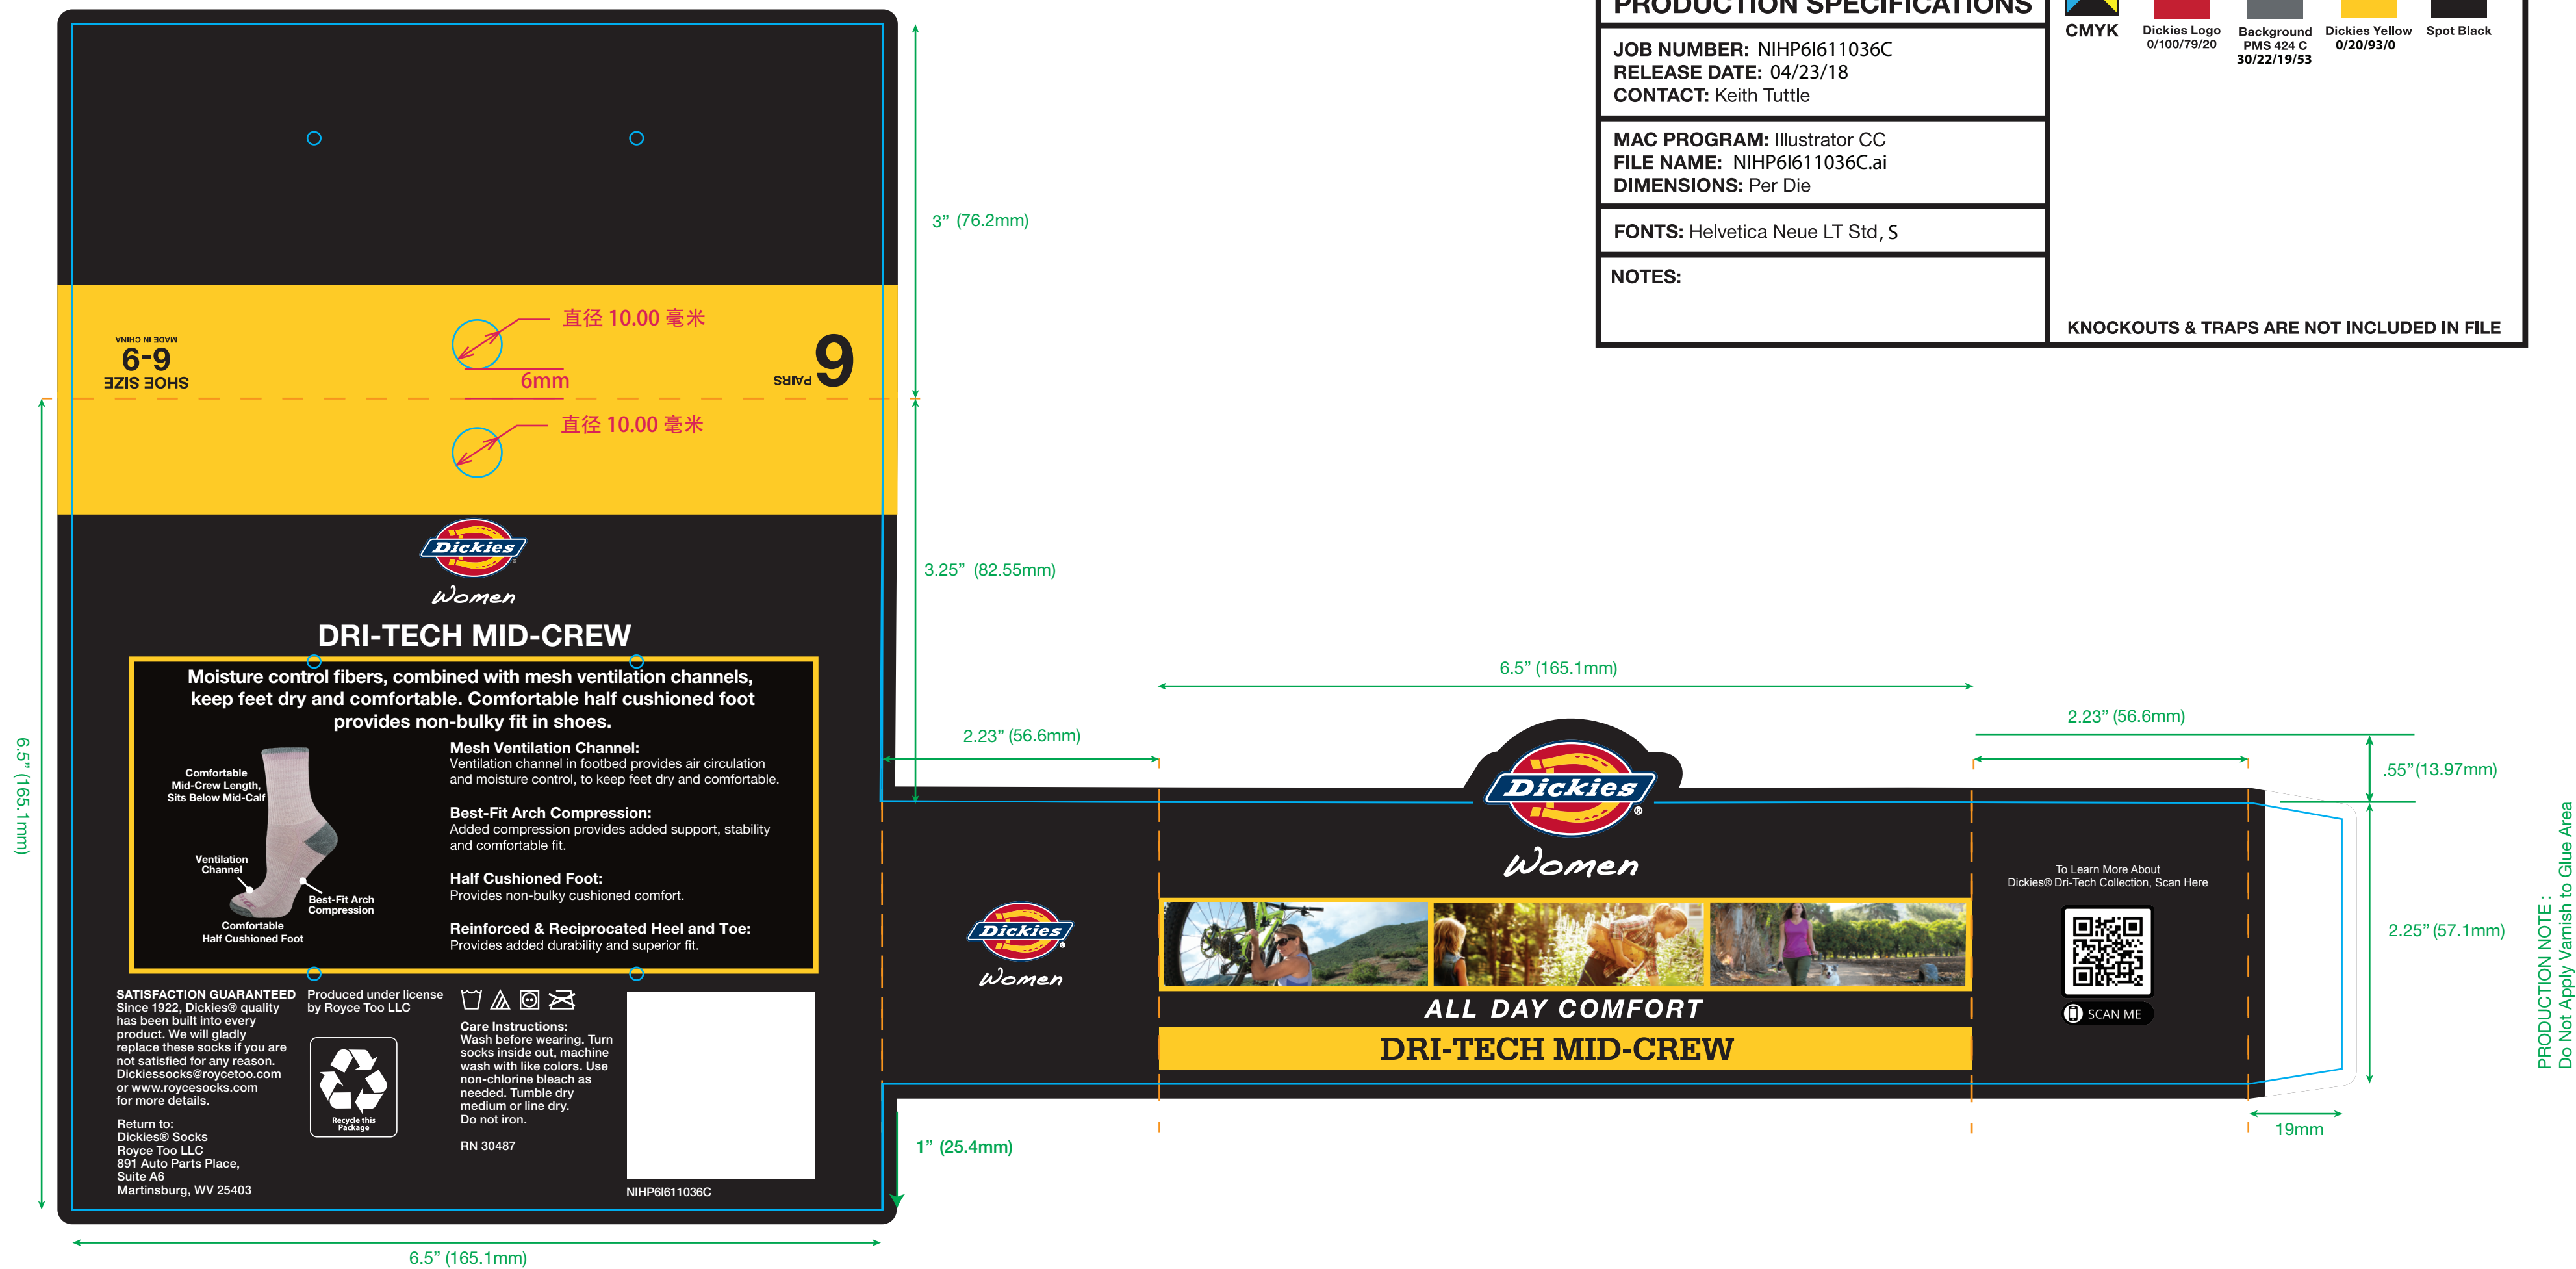 PRODUCTION SPECIFICATIONS
JOB NUMBER: NIHP6I611036C
RELEASE DATE: 04/23/18
CONTACT: Keith Tuttle
MAC PROGRAM: Illustrator CC
FILE NAME: NIHP6I611036C.ai
DIMENSIONS: Per Die
FONTS: Helvetica Neue LT Std, S
NOTES:
CMYK
Dickies Logo
0/100/79/20
Background
PMS 424 C
30/22/19/53
Dickies Yellow
0/20/93/0
Spot Black
KNOCKOUTS & TRAPS ARE NOT INCLUDED IN FILE
3” (76.2mm)
直径 10.00 毫米
6mm
直径 10.00 毫米
SHOE SIZE
6-9
MADE IN CHINA
6 PAIRS
3.25” (82.55mm)
6.5” (165.1mm)
Dickies
®
Women
DRI-TECH MID-CREW
Moisture control fibers, combined with mesh ventilation channels,
keep feet dry and comfortable. Comfortable half cushioned foot
provides non-bulky fit in shoes.
Comfortable
Mid-Crew Length,
Sits Below Mid-Calf
Ventilation
Channel
Best-Fit Arch
Compression
Comfortable
Half Cushioned Foot
Mesh Ventilation Channel:
Ventilation channel in footbed provides air circulation
and moisture control, to keep feet dry and comfortable.
Best-Fit Arch Compression:
Added compression provides added support, stability
and comfortable fit.
Half Cushioned Foot:
Provides non-bulky cushioned comfort.
Reinforced & Reciprocated Heel and Toe:
Provides added durability and superior fit.
SATISFACTION GUARANTEED
Since 1922, Dickies® quality
has been built into every
product. We will gladly
replace these socks if you are
not satisfied for any reason.
Dickiessocks@roycetoo.com
or www.roycesocks.com
for more details.
Return to:
Dickies® Socks
Royce Too LLC
891 Auto Parts Place,
Suite A6
Martinsburg, WV 25403
Produced under license
by Royce Too LLC
Recycle this
Package
Care Instructions:
Wash before wearing. Turn
socks inside out, machine
wash with like colors. Use
non-chlorine bleach as
needed. Tumble dry
medium or line dry.
Do not iron.
RN 30487
NIHP6I611036C
6.5” (165.1mm)
1” (25.4mm)
2.23” (56.6mm)
6.5” (165.1mm)
2.23” (56.6mm)
.55” (13.97mm)
Dickies
®
Women
Dickies
®
Women
ALL DAY COMFORT
DRI-TECH MID-CREW
To Learn More About
Dickies® Dri-Tech Collection, Scan Here
SCAN ME
2.25” (57.1mm)
19mm
PRODUCTION NOTE :
Do Not Apply Varnish to Glue Area